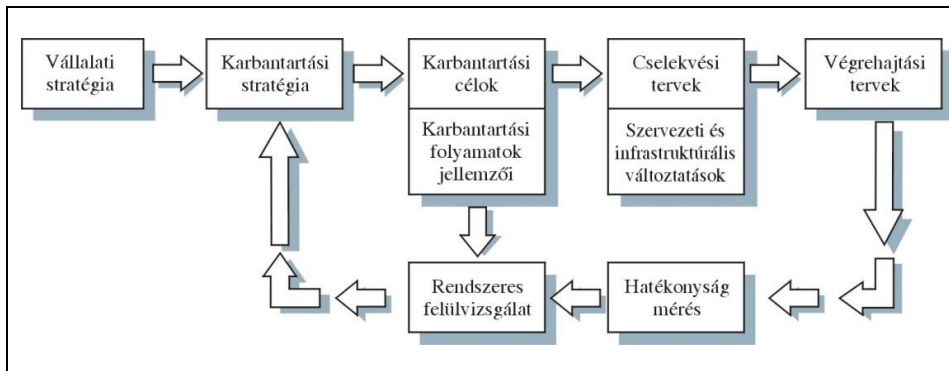 Vállalati
stratégia
Karbantartási
stratégia
Karbantartási
célok
Karbantartási
folyamatok
jellemzői
Cselekvési
tervek
Szervezeti és
infrastruktúrális
változtatások
Végrehajtási
tervek
Rendszeres
felülvizsgálat
Hatékonyság
mérés